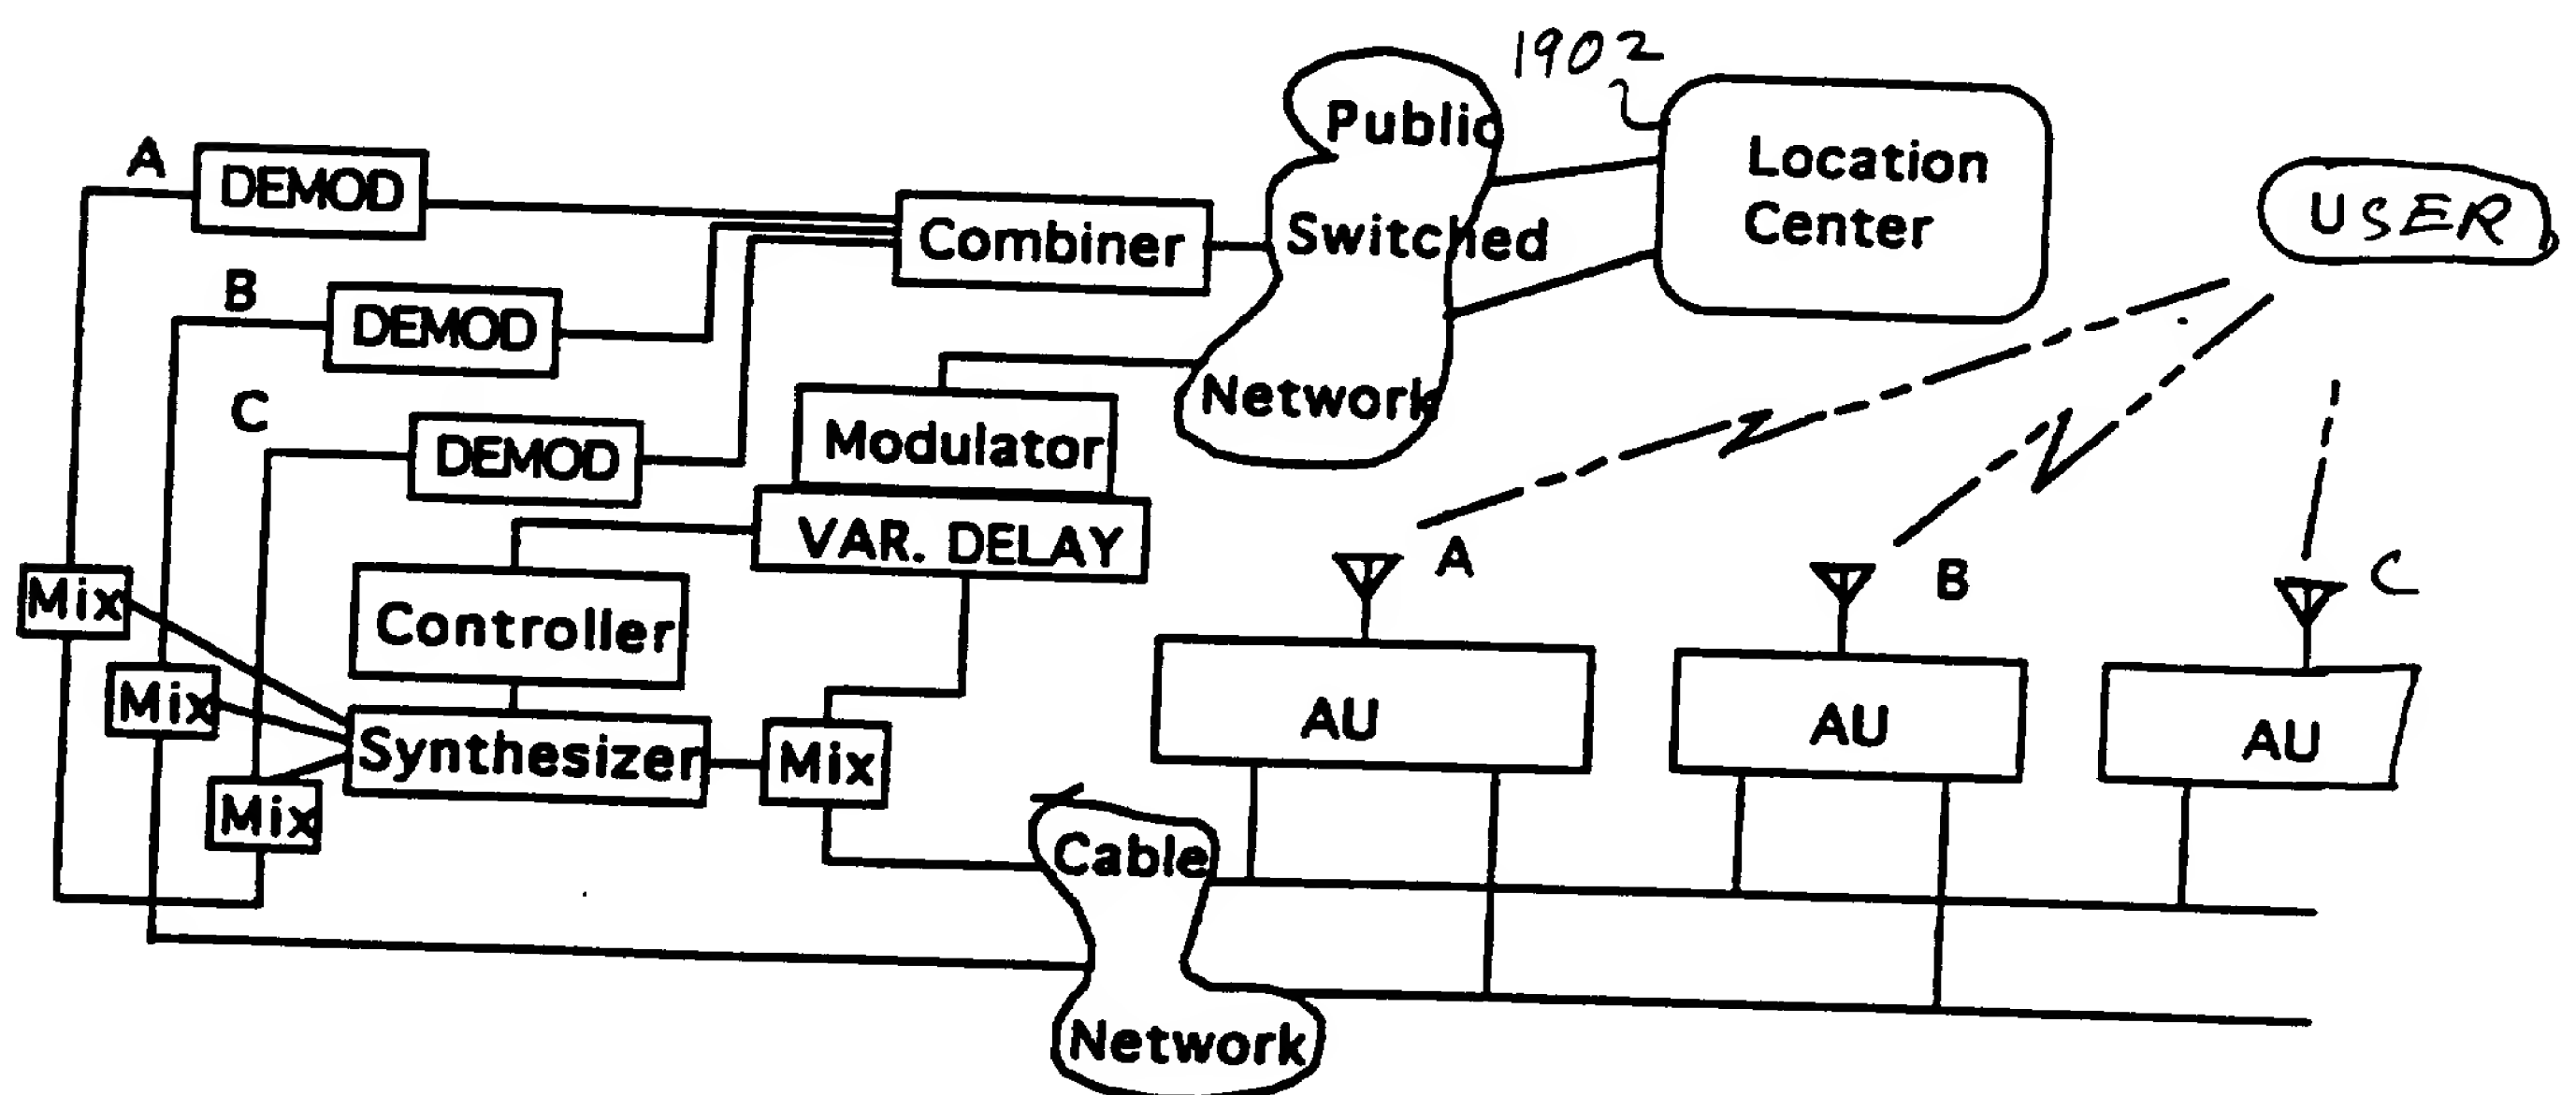 1902
Public
Switched
Network
Location
Center
USER
A
DEMOD
Combiner
B
DEMOD
C
DEMOD
Modulator
VAR. DELAY
Controller
Mix
Mix
Mix
Synthesizer
Mix
A
B
C
AU
AU
AU
Cable
Network